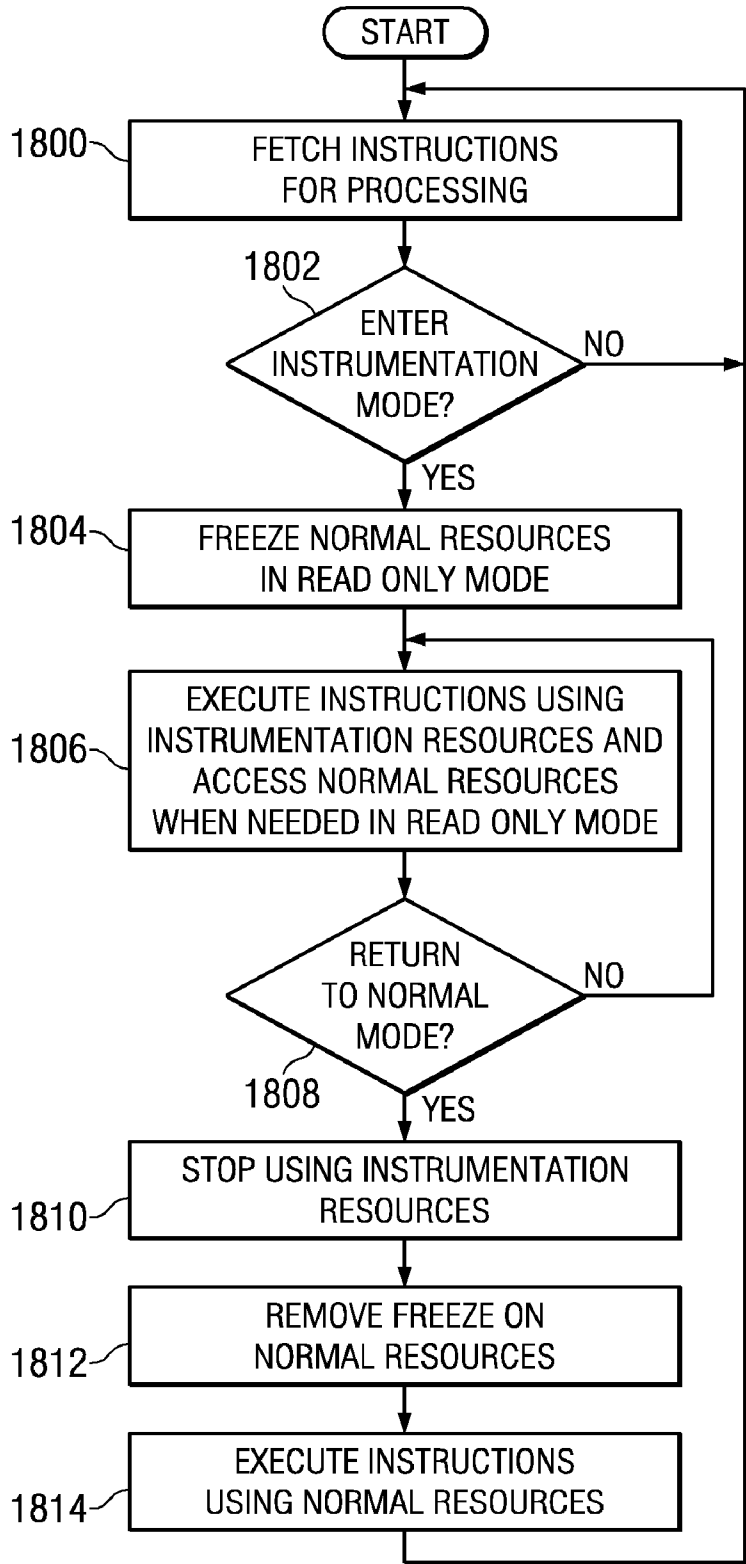 START
1800
FETCH INSTRUCTIONS
FOR PROCESSING
1802
ENTER
INSTRUMENTATION
MODE?
NO
YES
1804
FREEZE NORMAL RESOURCES
IN READ ONLY MODE
1806
EXECUTE INSTRUCTIONS USING
INSTRUMENTATION RESOURCES AND
ACCESS NORMAL RESOURCES
WHEN NEEDED IN READ ONLY MODE
RETURN
TO NORMAL
MODE?
NO
1808
YES
1810
STOP USING INSTRUMENTATION
RESOURCES
1812
REMOVE FREEZE ON
NORMAL RESOURCES
1814
EXECUTE INSTRUCTIONS
USING NORMAL RESOURCES